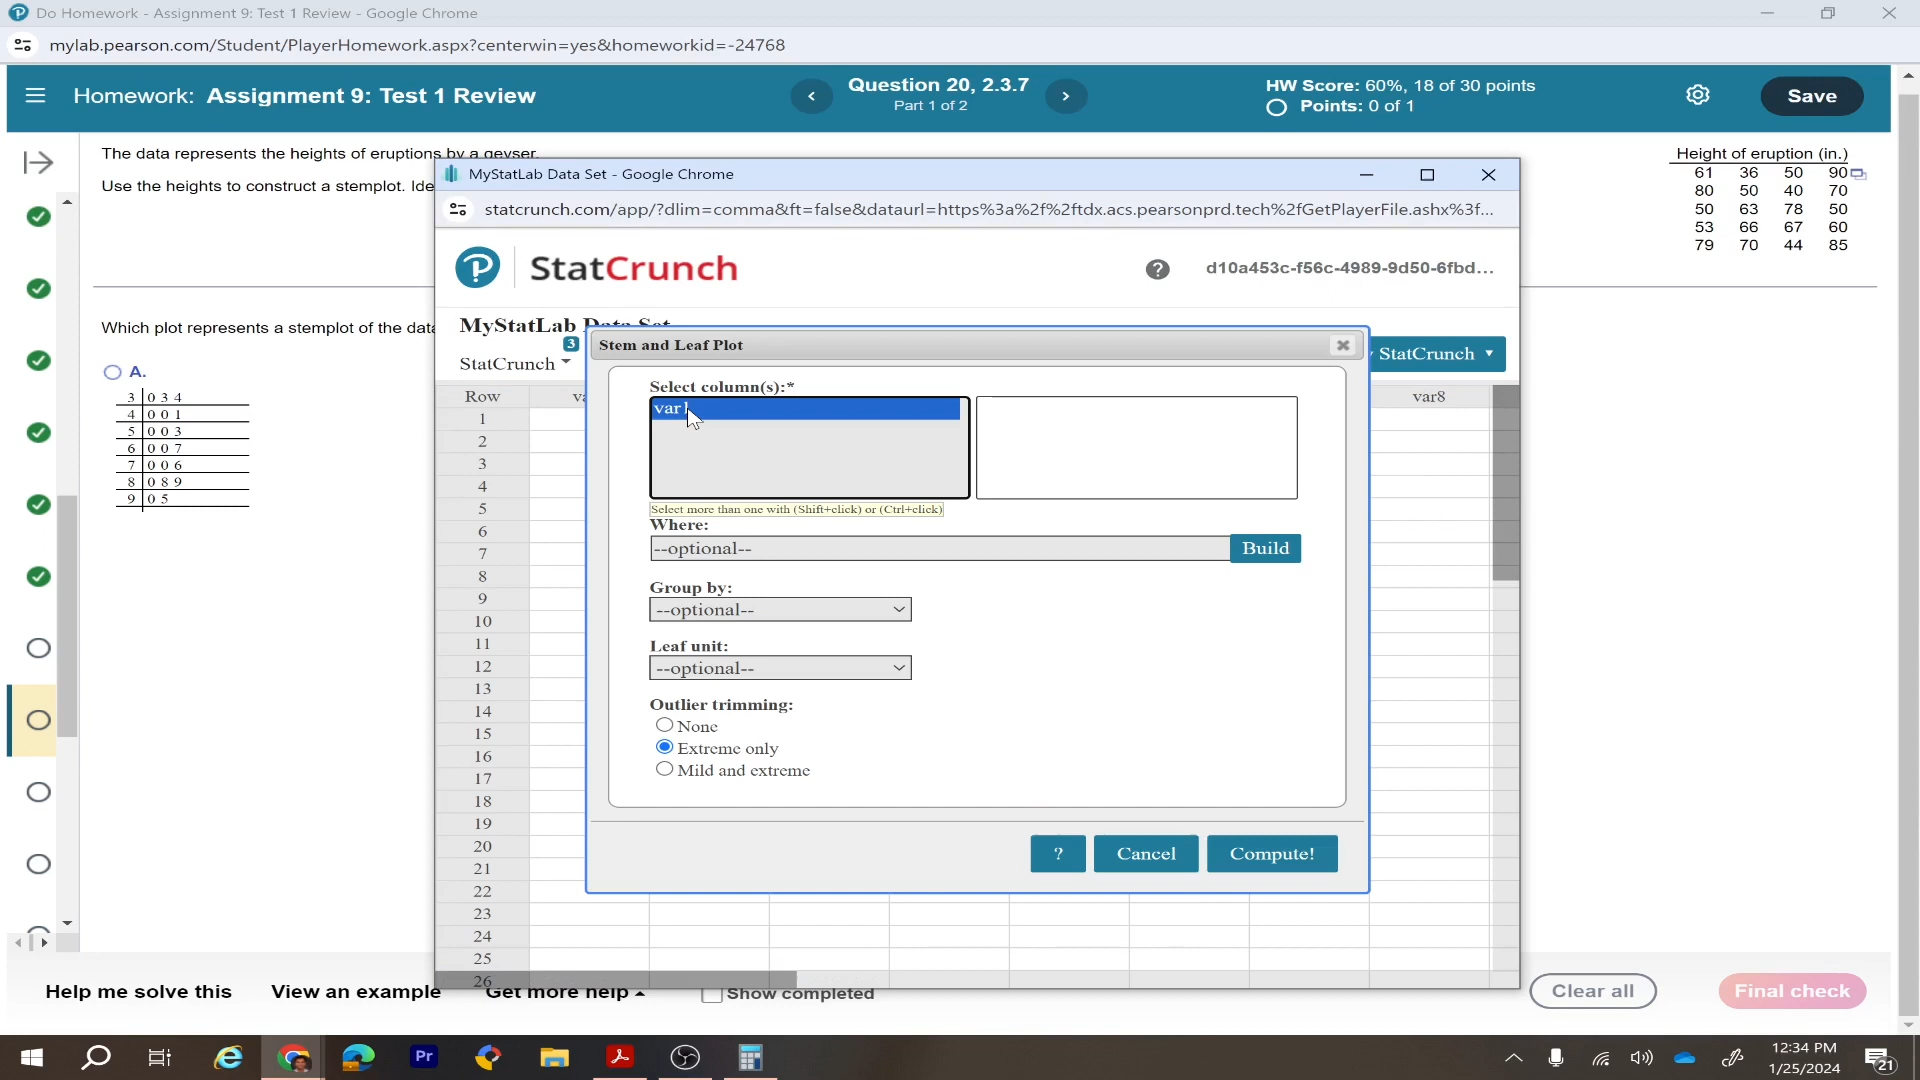 Do Homework - Assignment 9: Test 1 Review - Google Chrome
mylab.pearson.com/Student/PlayerHomework.aspx?centerwin=yes&homeworkid=-24768
Homework: Assignment 9: Test 1 Review
Question 20, 2.3.7
Part 1 of 2
HW Score: 60%, 18 of 30 points
Points: 0 of 1
Save
The data represents the heights of eruptions by a geyser.
Use the heights to construct a stemplot. Ide
Height of eruption (in.)
61 36 50 90
80 50 40 70
50 63 78 50
53 66 67 60
79 70 44 85
Which plot represents a stemplot of the data
A.
3 0 3 4
4 0 0 1
5 0 0 3
6 0 0 7
7 0 0 6
8 0 8 9
9 0 5
MyStatLab Data Set - Google Chrome
statcrunch.com/app/?dlim=comma&ft=false&dataurl=https%3a%2f%2ftdx.acs.pearsonprd.tech%2fGetPlayerFile.ashx%3f...
StatCrunch
d10a453c-f56c-4989-9d50-6fbd...
MyStatLab Data Set
StatCrunch
3
StatCrunch
Row
var8
1
2
3
4
5
6
7
8
9
10
11
12
13
14
15
16
17
18
19
20
21
22
23
24
25
26
Stem and Leaf Plot
Select column(s):*
var1
Select more than one with (Shift+click) or (Ctrl+click)
Where:
--optional--
Build
Group by:
--optional--
Leaf unit:
--optional--
Outlier trimming:
None
Extreme only
Mild and extreme
?
Cancel
Compute!
Help me solve this
View an example
Get more help
Show completed
Clear all
Final check
Pr
12:34 PM
1/25/2024
21